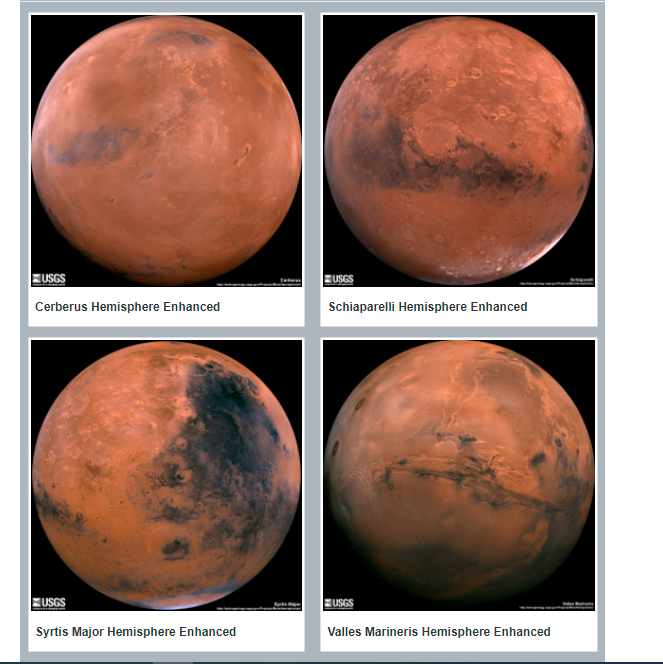 USGS
Cerberus
Cerberus Hemisphere Enhanced
USGS
Schiaparelli
Schiaparelli Hemisphere Enhanced
USGS
Syrtis Major
Syrtis Major Hemisphere Enhanced
USGS
Valles Marineris
Valles Marineris Hemisphere Enhanced